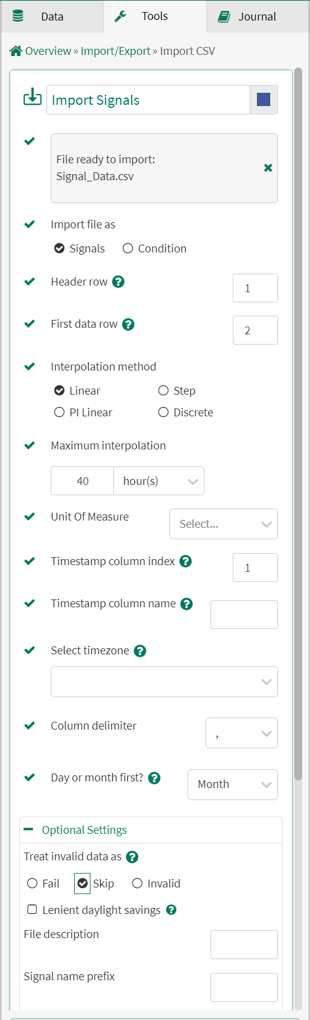 Data Tools Journal
Overview » Import/Export » Import CSV
Import Signals
File ready to import:
Signal_Data.csv
Import file as
Signals Condition
Header row ? 1
First data row ? 2
Interpolation method
Linear Step
PI Linear Discrete
Maximum interpolation
40 hour(s)
Unit Of Measure Select...
Timestamp column index ? 1
Timestamp column name ?
Select timezone ?
Column delimiter ,
Day or month first? ? Month
Optional Settings
Treat invalid data as ?
Fail Skip Invalid
Lenient daylight savings ?
File description
Signal name prefix